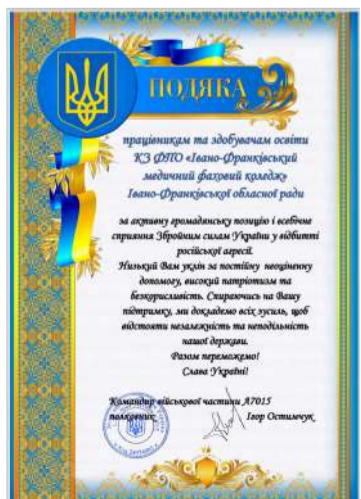 ПОДЯКА
працівникам та здобувачам освіти
КЗ ФПО «Івано-Франківський
медичний фаховий коледж»
Івано-Франківської обласної ради
за активну громадянську позицію і всебічне
сприяння Збройним силам України у відбитті
російської агресії.
Низький Вам уклін за постійну неоціненну
допомогу, високий патріотизм та
безкорисливість. Спираючись на Вашу
підтримку, ми докладемо всіх зусиль, щоб
відстояти незалежність та неподільність
нашої держави.
Разом переможемо!
Слава Україні!
Командир військової частини А7015
полковник Ігор Остимчук